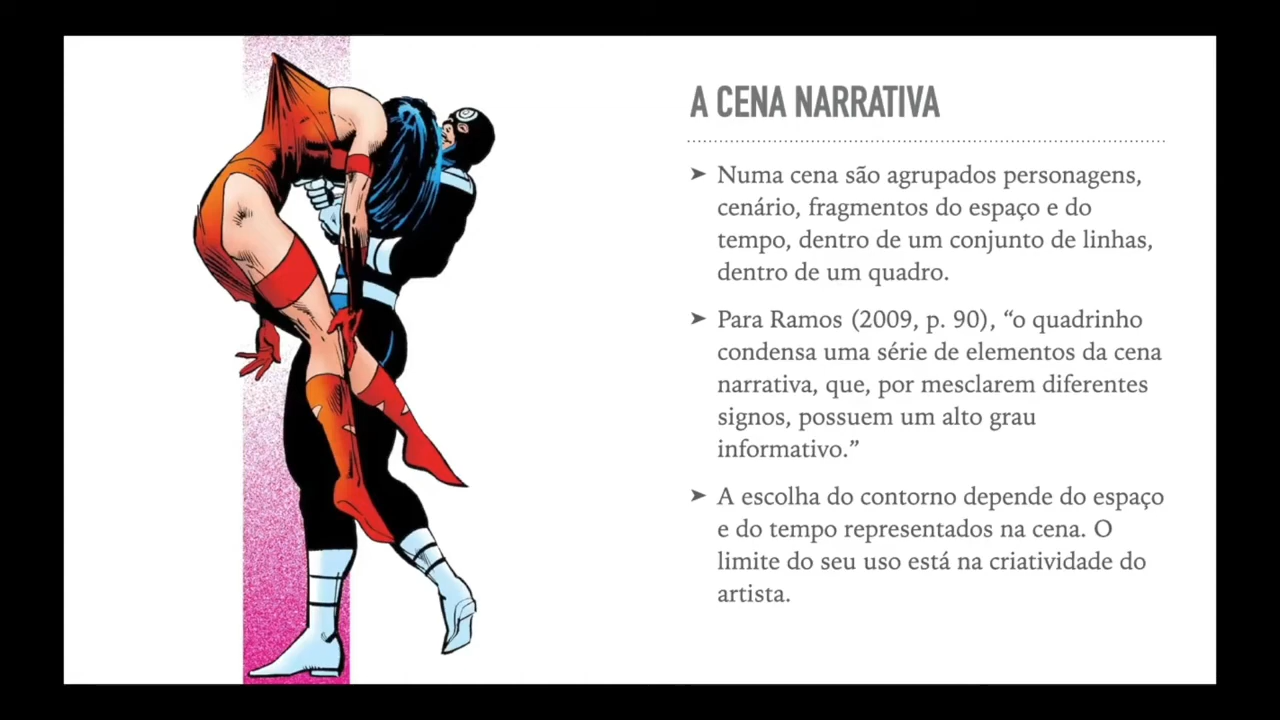 A CENA NARRATIVA
➤ Numa cena são agrupados personagens,
cenário, fragmentos do espaço e do
tempo, dentro de um conjunto de linhas,
dentro de um quadro.
➤ Para Ramos (2009, p. 90), “o quadrinho
condensa uma série de elementos da cena
narrativa, que, por mesclarem diferentes
signos, possuem um alto grau
informativo.”
➤ A escolha do contorno depende do espaço
e do tempo representados na cena. O
limite do seu uso está na criatividade do
artista.